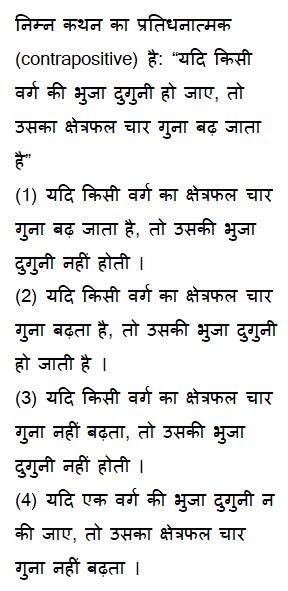 निम्न कथन का प्रतिधनात्मक
(contrapositive) है: “यदि किसी
वर्ग की भुजा दुगुनी हो जाए, तो
उसका क्षेत्रफल चार गुना बढ़ जाता
है”
(1) यदि किसी वर्ग का क्षेत्रफल चार
गुना बढ़ जाता है, तो उसकी भुजा
दुगुनी नहीं होती ।
(2) यदि किसी वर्ग का क्षेत्रफल चार
गुना बढ़ता है, तो उसकी भुजा दुगुनी
हो जाती है ।
(3) यदि किसी वर्ग का क्षेत्रफल चार
गुना नहीं बढ़ता, तो उसकी भुजा
दुगुनी नहीं होती ।
(4) यदि एक वर्ग की भुजा दुगुनी न
की जाए, तो उसका क्षेत्रफल चार
गुना नहीं बढ़ता ।